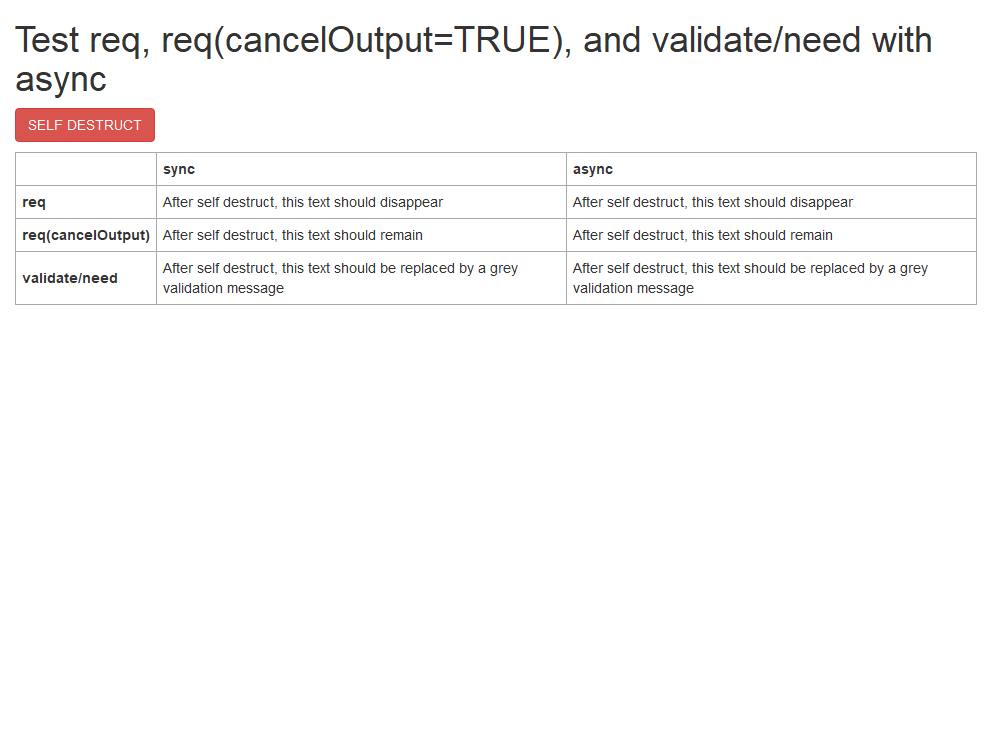 Test req, req(cancelOutput=TRUE), and validate/need with
async
SELF DESTRUCT
sync async
req After self destruct, this text should disappear After self destruct, this text should disappear
req(cancelOutput) After self destruct, this text should remain After self destruct, this text should remain
validate/need After self destruct, this text should be replaced by a grey validation message After self destruct, this text should be replaced by a grey validation message